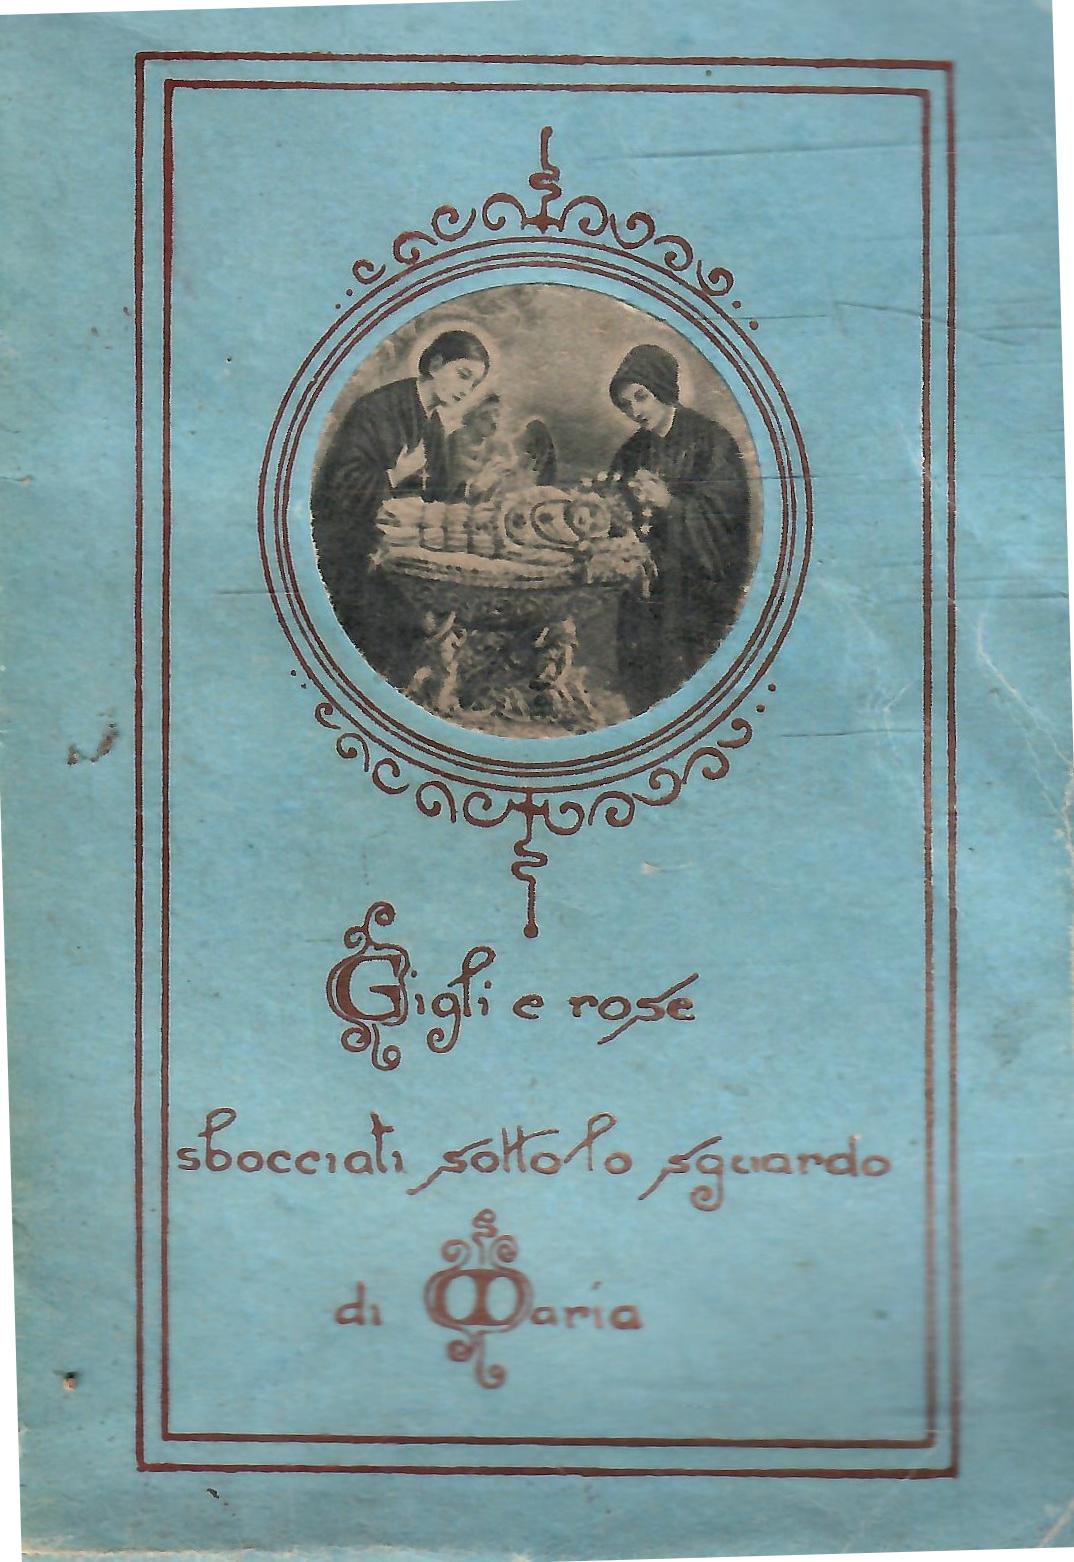 Gigli e rose
sbocciati sotto lo sguardo
di Maria